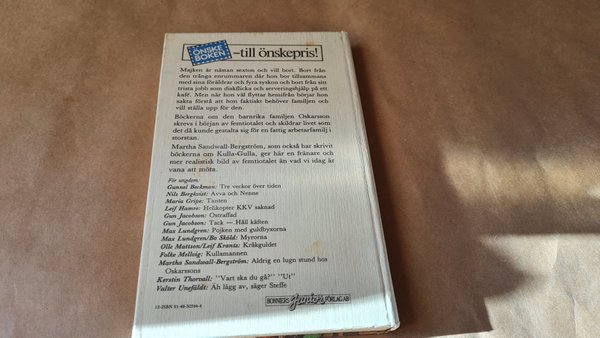 ÖNSKE
BOKEN
–till önskepris!
Majken är nästan sexton och vill bort. Bort från
den trånga enrummaren där hon bor tillsammans
med sina föräldrar och fyra syskon och bort från sitt
trista jobb som diskflicka och serveringshjälp på ett
kafé. Men när hon väl flyttar hemifrån börjar hon
sakta förstå att hon faktiskt behöver familjen och
vill ställa upp för den.
Böckerna om den barnrika familjen Oskarsson
skrevs i början av femtiotalet och skildrar livet som
det då kunde gestalta sig för en fattig arbetarfamilj i
storstan.
Martha Sandwall-Bergström, som också har skrivit
böckerna om Kulla-Gulla, ger här en fränare och
mer realistisk bild av femtiotalet än vad vi idag är
vana att möta.
För ungdom:
Gunnel Beckman: Tre veckor över tiden
Nils Bergkvist: Avva och Nenne
Maria Gripe: Tanten
Leif Hamre: Helikopter KKV saknad
Gun Jacobson: Ostraffad
Gun Jacobson: Tack — Håll käften
Max Lundgren: Pojken med guldbyxorna
Max Lundgren/Bo Sköld: Myrorna
Olle Mattson/Leif Krantz: Kråkguldet
Folke Mellvig: Kullamannen
Martha Sandwall-Bergström: Aldrig en lugn stund hos
Oskarssons
Kerstin Thorvall: "Vart ska du gå?" "Ut"
Valter Unefäldt: Äh lägg av, säger Steffe
BONNIERS Junior FÖRLAG AB